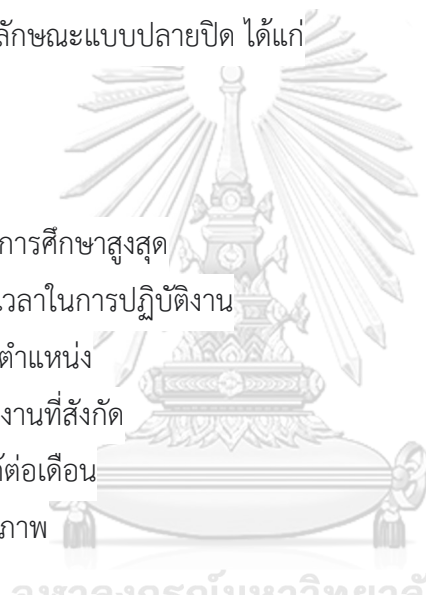 ลักษณะแบบปลายปิด ได้แก่
การศึกษาสูงสุด
เวลาในการปฏิบัติงาน
ตำแหน่ง
งานที่สังกัด
ต่อเดือน
ภาพ